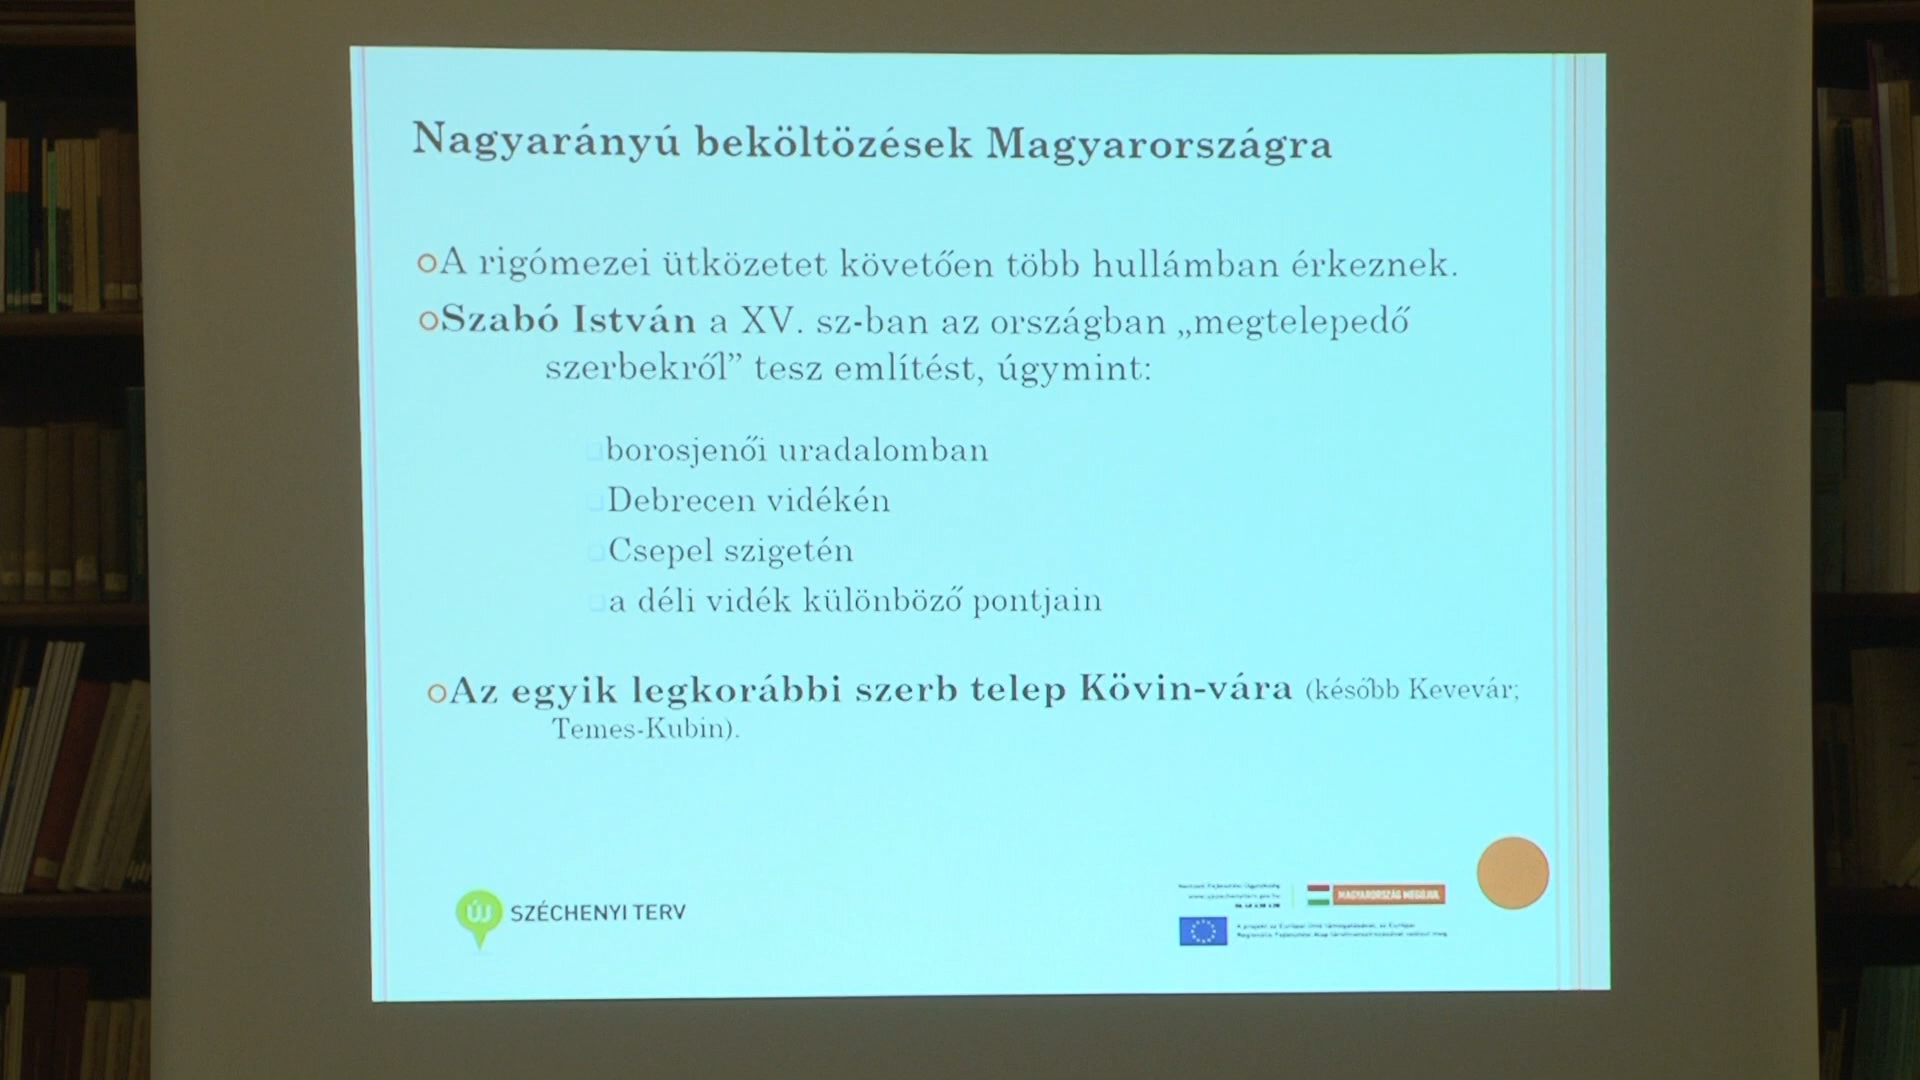 Nagyarányú beköltözések Magyarországra
A rigómezei ütközetet követően több hullámban érkeznek.
Szabó István a XV. sz-ban az országban „megtelepedő
szerbekről” tesz említést, úgymint:
borosjenői uradalomban
Debrecen vidékén
Csepel szigetén
a déli vidék különböző pontjain
Az egyik legkorábbi szerb telep Kövin-vára (később Kevevár;
Temes-Kubin).
ÚJ SZÉCHENYI TERV
MAGYARORSZÁG MEGÚJUL